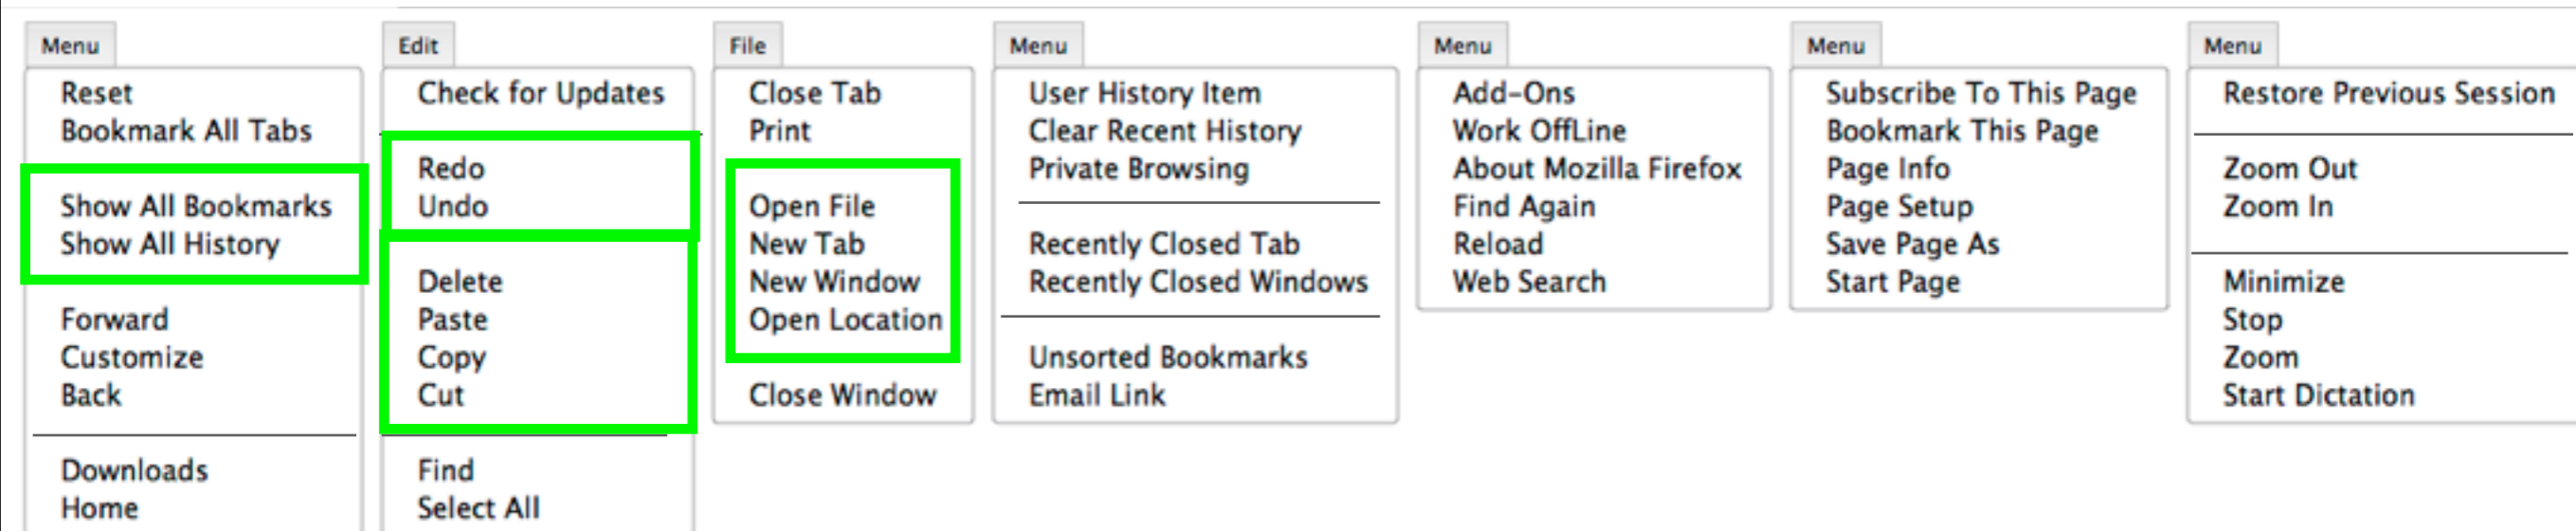 Menu
Reset
Bookmark All Tabs
Show All Bookmarks
Show All History
Forward
Customize
Back
Downloads
Home
Edit
Check for Updates
Redo
Undo
Delete
Paste
Copy
Cut
Find
Select All
File
Close Tab
Print
Open File
New Tab
New Window
Open Location
Close Window
Menu
User History Item
Clear Recent History
Private Browsing
Recently Closed Tab
Recently Closed Windows
Unsorted Bookmarks
Email Link
Menu
Add-Ons
Work OffLine
About Mozilla Firefox
Find Again
Reload
Web Search
Menu
Subscribe To This Page
Bookmark This Page
Page Info
Page Setup
Save Page As
Start Page
Menu
Restore Previous Session
Zoom Out
Zoom In
Minimize
Stop
Zoom
Start Dictation